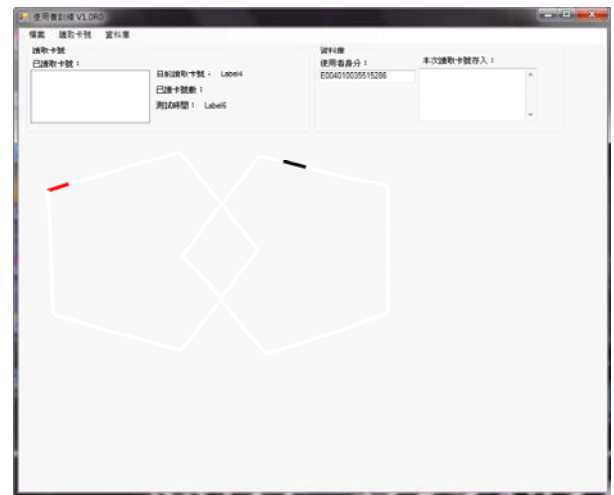 使用者訓練 V1.0R0
檔案 讀取卡號 資料庫
讀取卡號
已讀取卡號：
目前讀取卡號： Label4
已讀卡號數：
測試時間： Label6
資料庫
使用者身分：
E004010035515286
本次讀取卡號存入：